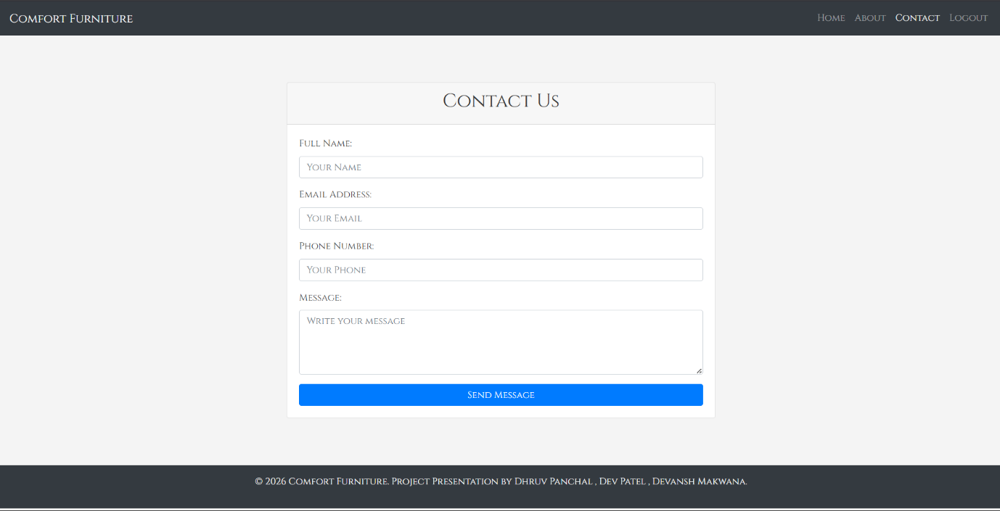 Comfort Furniture
Home About Contact Logout
Contact Us
Full Name:
Your Name
Email Address:
Your Email
Phone Number:
Your Phone
Message:
Write your message
Send Message
© 2026 Comfort Furniture. Project Presentation by Dhruv Panchal , Dev Patel , Devansh Makwana.